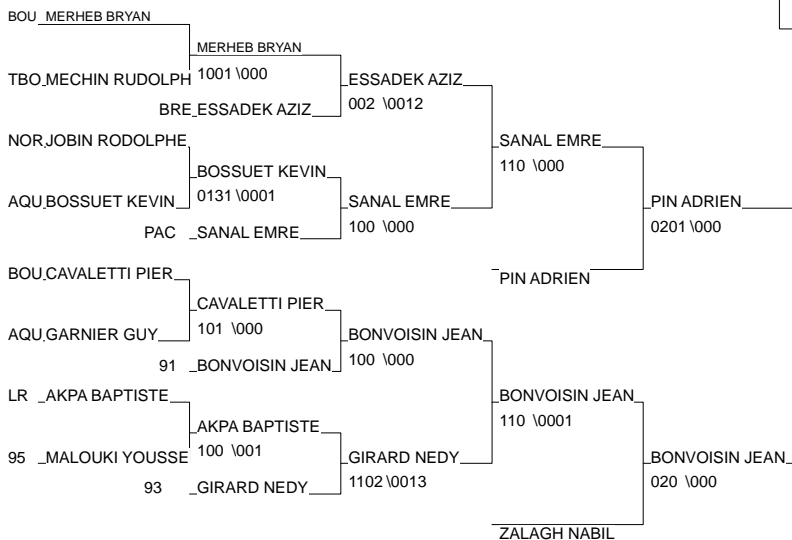 BOU MERHEB BRYAN
MERHEB BRYAN
1001 \000
TBO MECHIN RUDOLPH
ESSADEK AZIZ
002 \0012
BRE ESSADEK AZIZ
NOR JOBIN RODOLPHE
SANAL EMRE
110 \000
BOSSUET KEVIN
0131 \0001
AQU BOSSUET KEVIN
SANAL EMRE
100 \000
PIN ADRIEN
0201 \000
PAC SANAL EMRE
BOU CAVALETTI PIER
PIN ADRIEN
CAVALETTI PIER
101 \000
AQU GARNIER GUY
BONVOISIN JEAN
100 \000
91 BONVOISIN JEAN
LR AKPA BAPTISTE
BONVOISIN JEAN
110 \0001
AKPA BAPTISTE
100 \001
95 MALOUKI YOUSSE
GIRARD NEDY
1102 \0013
BONVOISIN JEAN
020 \000
93 GIRARD NEDY
ZALAGH NABIL